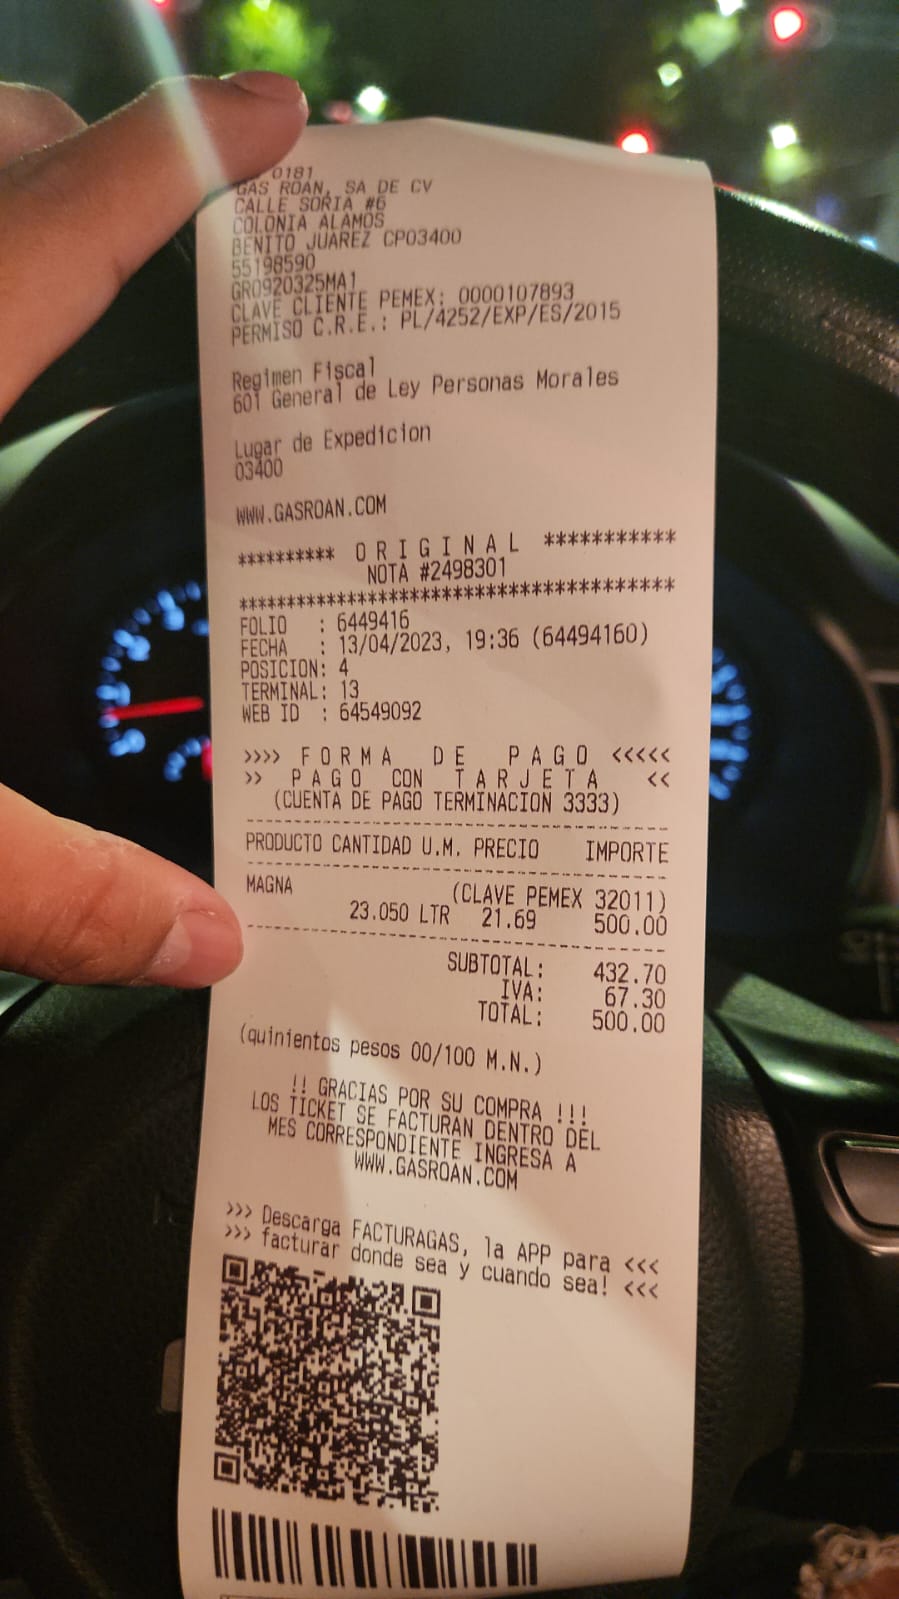 0181
GAS ROAN, SA DE CV
CALLE SORIA #6
COLONIA ALAMOS
BENITO JUAREZ CP03400
55198590
GRO920325MA1
CLAVE CLIENTE PEMEX: 0000107893
PERMISO C.R.E.: PL/4252/EXP/ES/2015
Regimen Fiscal
601 General de Ley Personas Morales
Lugar de Expedicion
03400
WWW.GASROAN.COM
********** O R I G I N A L ***********
NOTA #2498301
*****************************************
FOLIO : 6449416
FECHA : 13/04/2023, 19:36 (64494160)
POSICION: 4
TERMINAL: 13
WEB ID : 64549092
>>>> F O R M A D E P A G O <<<<<
>> P A G O CON T A R J E T A <<
(CUENTA DE PAGO TERMINACION 3333)
PRODUCTO CANTIDAD U.M. PRECIO IMPORTE
MAGNA (CLAVE PEMEX 32011)
23.050 LTR 21.69 500.00
SUBTOTAL: 432.70
IVA: 67.30
TOTAL: 500.00
(quinientos pesos 00/100 M.N.)
!! GRACIAS POR SU COMPRA !!!
LOS TICKET SE FACTURAN DENTRO DEL
MES CORRESPONDIENTE INGRESA A
WWW.GASROAN.COM
>>> Descarga FACTURAGAS, la APP para <<<
>>> facturar donde sea y cuando sea! <<<